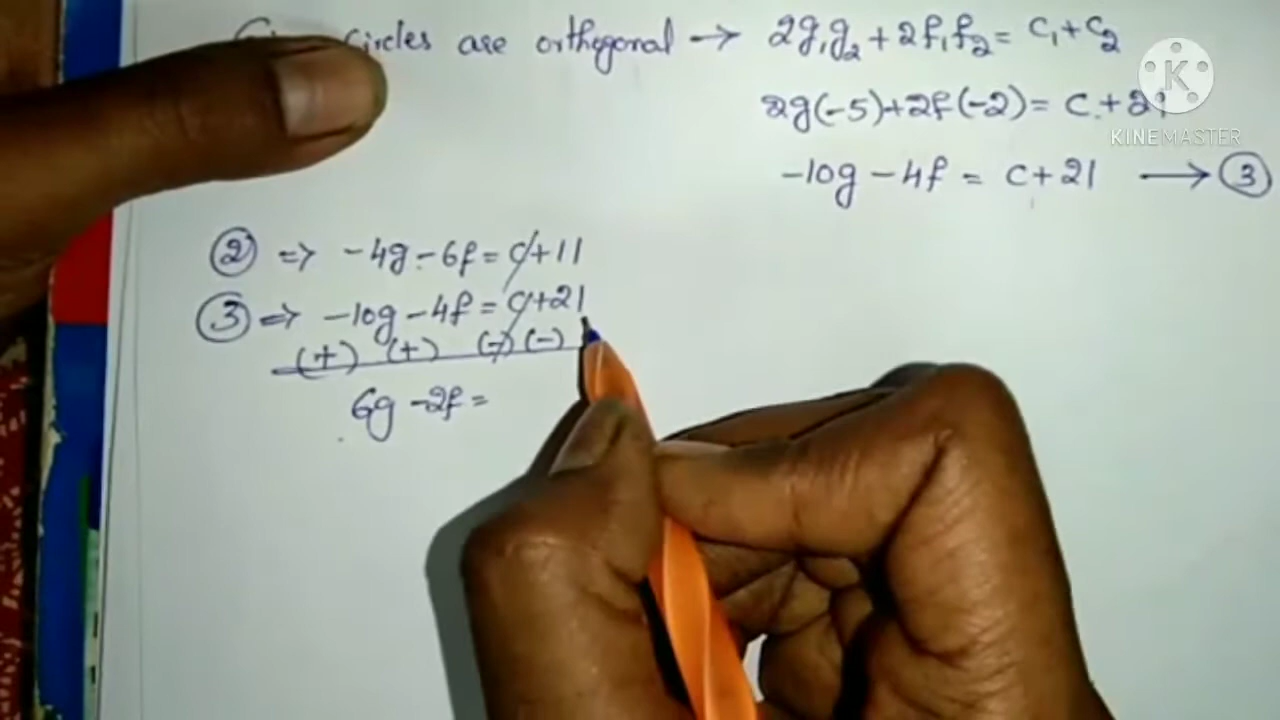 circles are orthogonal → 2g₁g₂ + 2f₁f₂ = c₁ + c₂
2g(-5) + 2f(-2) = c + 21
-10g - 4f = c + 21 → ③
② => -4g - 6f = c + 11
③ => -10g - 4f = c + 21
(+) (+) (-) (-)
6g - 2f =
K
KINEMASTER